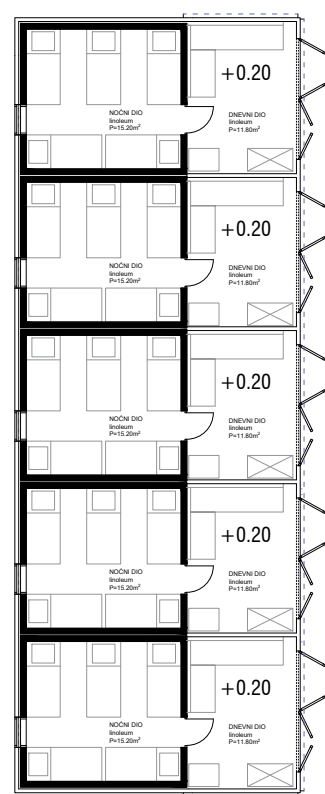 +0.20
NOĆNI DIO
linoleum
P=15.20m²
DNEVNI DIO
linoleum
P=11.80m²
+0.20
NOĆNI DIO
linoleum
P=15.20m²
DNEVNI DIO
linoleum
P=11.80m²
+0.20
NOĆNI DIO
linoleum
P=15.20m²
DNEVNI DIO
linoleum
P=11.80m²
+0.20
NOĆNI DIO
linoleum
P=15.20m²
DNEVNI DIO
linoleum
P=11.80m²
+0.20
NOĆNI DIO
linoleum
P=15.20m²
DNEVNI DIO
linoleum
P=11.80m²